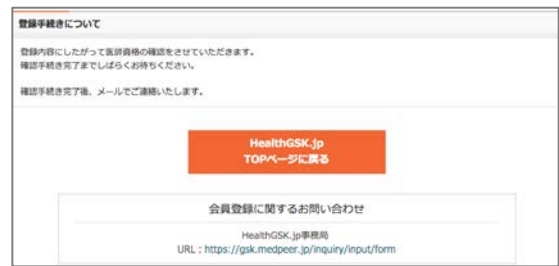 登録手続きについて
登録内容にしたがって医師資格の確認をさせていただきます。
確認手続き完了までしばらくお待ちください。
確認手続き完了後、メールでご連絡いたします。
HealthGSK.jp
TOPページに戻る
会員登録に関するお問い合わせ
HealthGSK.jp事務局
URL：https://gsk.medpeer.jp/inquiry/input/form